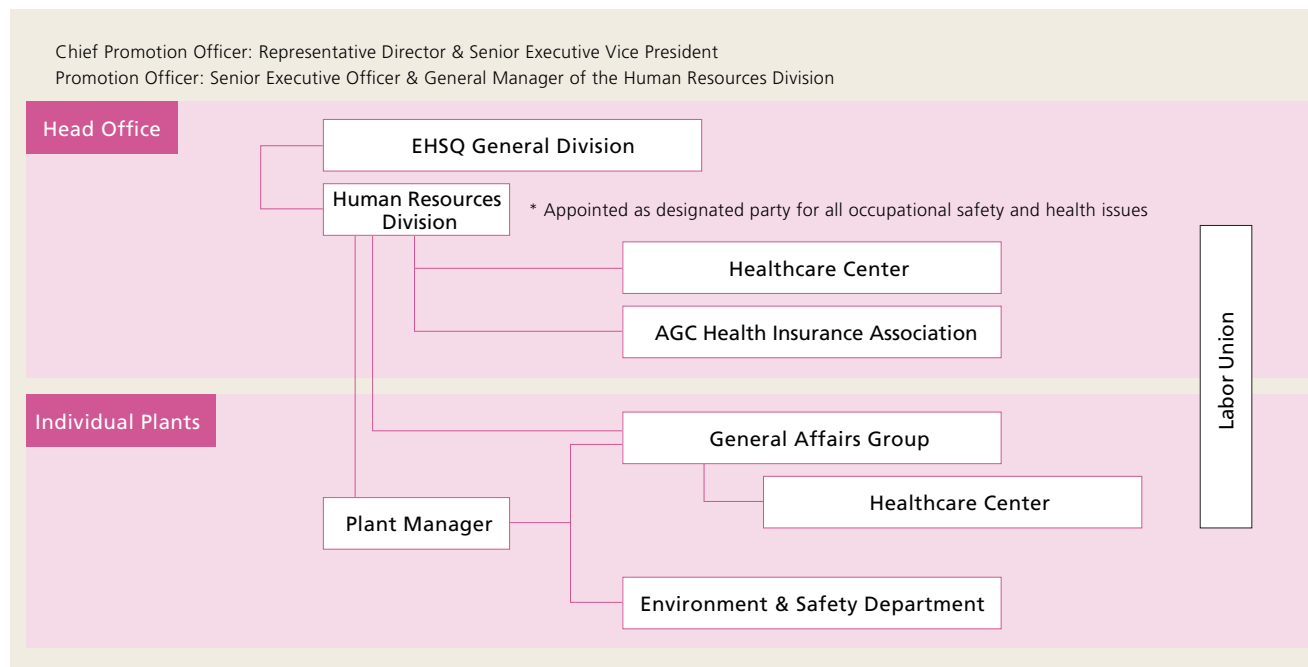 Chief Promotion Officer: Representative Director & Senior Executive Vice President
Promotion Officer: Senior Executive Officer & General Manager of the Human Resources Division
Head Office
EHSQ General Division
Human Resources
Division
* Appointed as designated party for all occupational safety and health issues
Healthcare Center
AGC Health Insurance Association
Labor Union
Individual Plants
General Affairs Group
Healthcare Center
Plant Manager
Environment & Safety Department